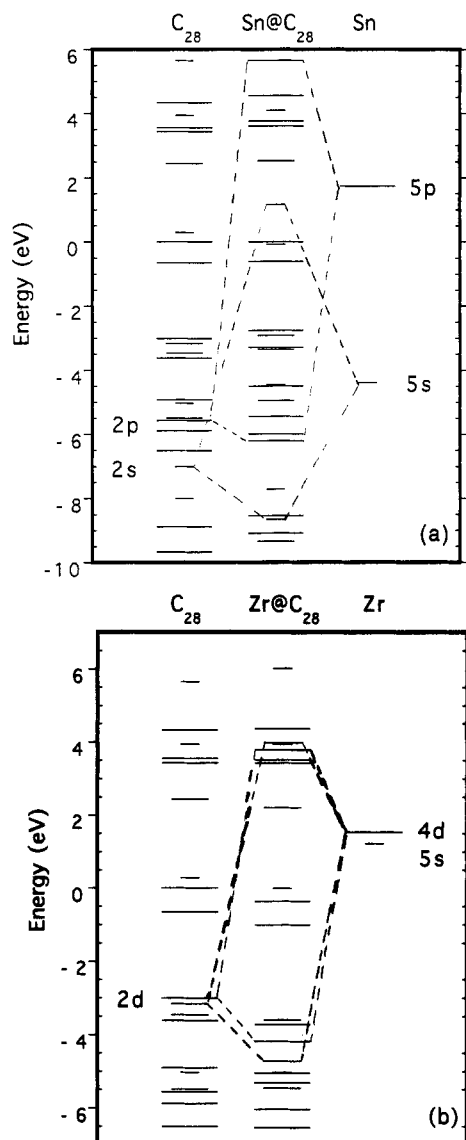 C28 Sn@C28 Sn
6
4
2
0
- 2
- 4
- 6
- 8
-10
Energy (eV)
2p
2s
5p
5s
(a)
C28 Zr@C28 Zr
6
4
2
0
- 2
- 4
- 6
Energy (eV)
2d
4d
5s
(b)